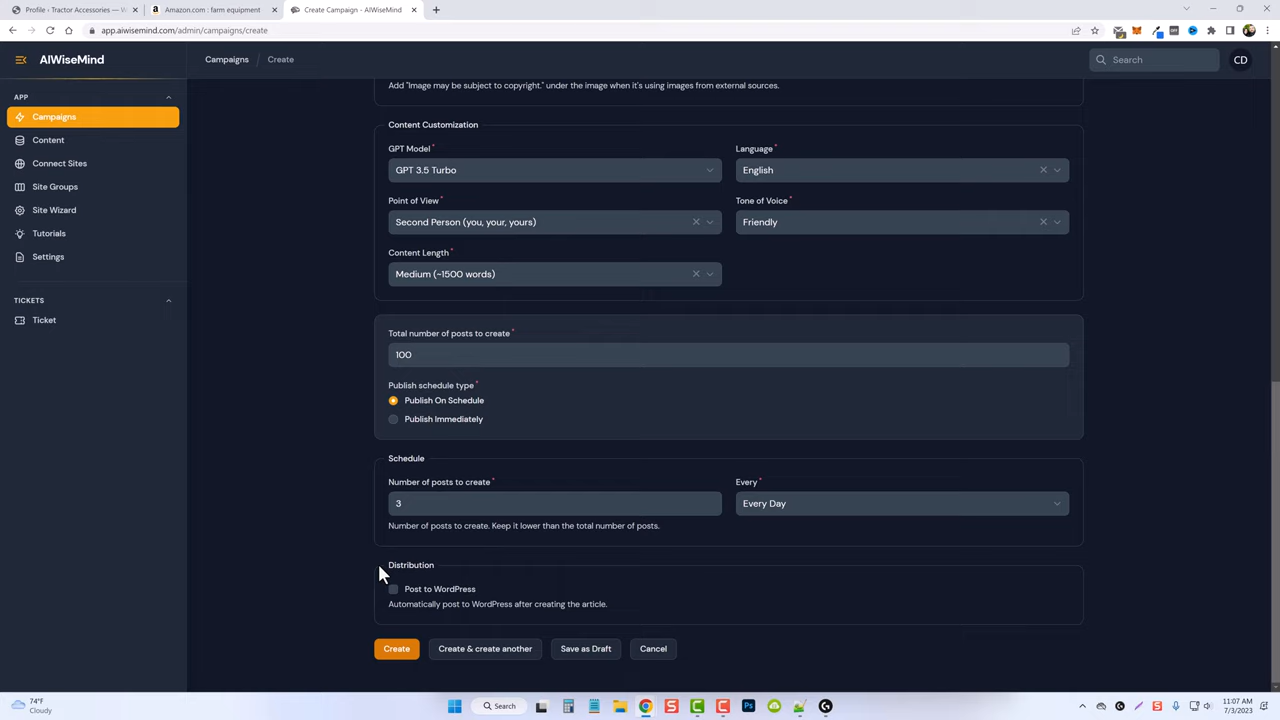 Profile ‹ Tractor Accessories — W
Amazon.com : farm equipment
Create Campaign - AIWiseMind
app.aiwisemind.com/admin/campaigns/create
AIWiseMind
Campaigns
Create
Search
CD
APP
Campaigns
Content
Connect Sites
Site Groups
Site Wizard
Tutorials
Settings
TICKETS
Ticket
Add "Image may be subject to copyright." under the image when it's using images from external sources.
Content Customization
GPT Model*
Language*
GPT 3.5 Turbo
English
Point of View*
Tone of Voice*
Second Person (you, your, yours)
Friendly
Content Length*
Medium (~1500 words)
Total number of posts to create*
100
Publish schedule type*
Publish On Schedule
Publish Immediately
Schedule
Number of posts to create*
Every*
3
Every Day
Number of posts to create. Keep it lower than the total number of posts.
Distribution
Post to WordPress
Automatically post to WordPress after creating the article.
Create
Create & create another
Save as Draft
Cancel
74°F
Cloudy
Search
11:07 AM
7/3/2023